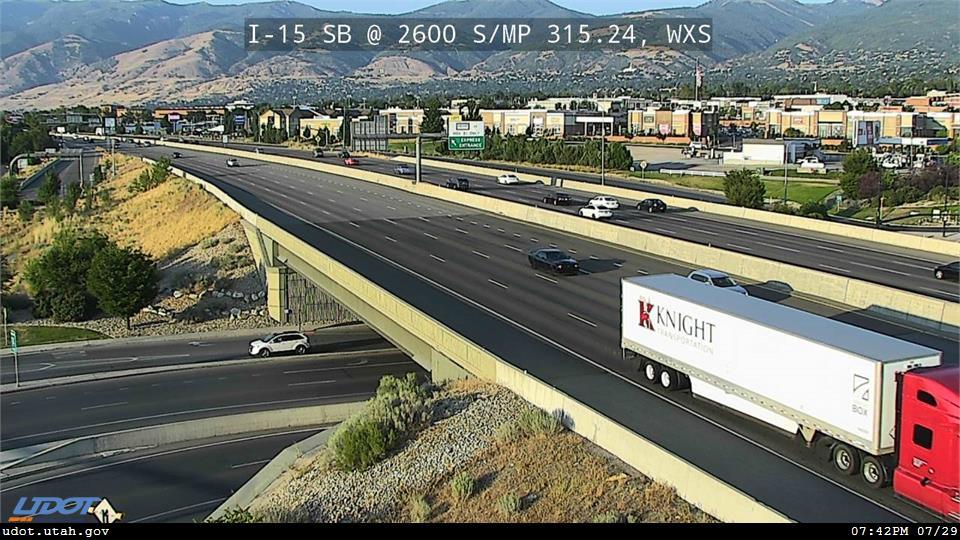 I-15 SB @ 2600 S/MP 315.24, WXS
EXPRESS
ENTRANCE
KNIGHT
TRANSPORTATION
BOX
UDOT
udot.utah.gov
07:42PM 07/29